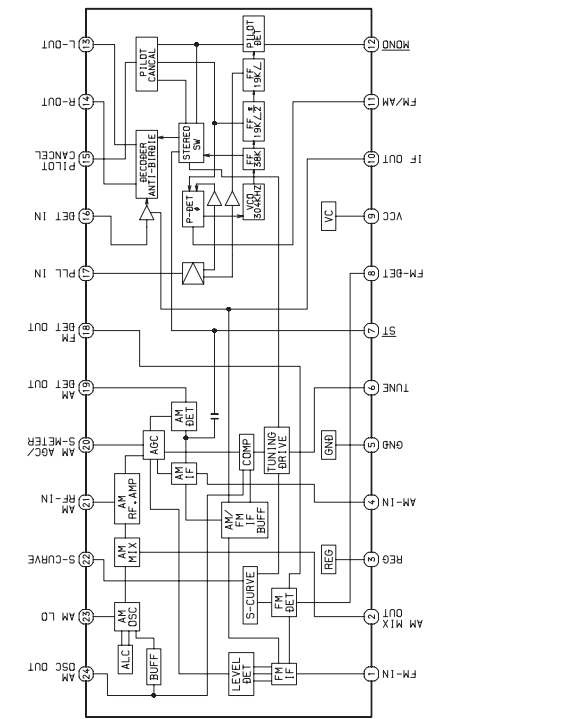 L-OUT
13
R-OUT
14
PILOT
CANCEL
15
DET IN
16
PLL IN
17
FM
DET OUT
18
AM
DET OUT
19
AM AGC/
S-METER
20
AM
RF-IN
21
S-CURVE
22
AM LO
23
AM
OSC OUT
24
12
MONO
11
FM/AM
10
IF OUT
9
VCC
8
FM-DET
7
ST
6
TUNE
5
GND
4
AM-IN
3
REG
2
AM MIX
OUT
1
FM-IN
PILOT
CANCAL
PILOT
DET
FF
19K/
FF
19K/
FF
38K
STEREO
SW
DECODER
ANTI-BIRDIE
P-DET
VCO
304KHZ
VC
AM
DET
AGC
AM
IF
COMP
TUNING
DRIVE
GND
AM
RF.AMP
AM/
FM
IF
BUFF
AM
MIX
REG
S-CURVE
FM
DET
AM
OSC
ALC
BUFF
LEVEL
DET
FM
IF